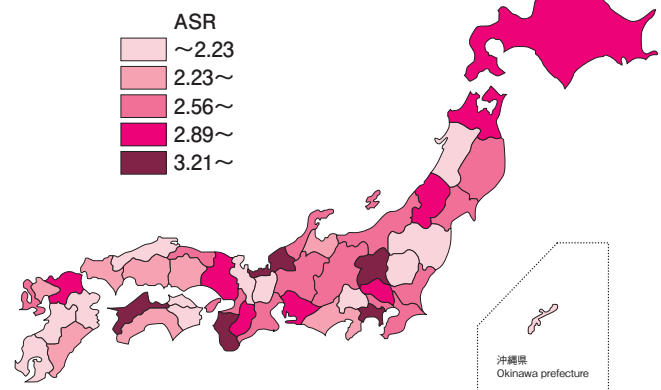 ASR
～2.23
2.23～
2.56～
2.89～
3.21～
沖縄県
Okinawa prefecture